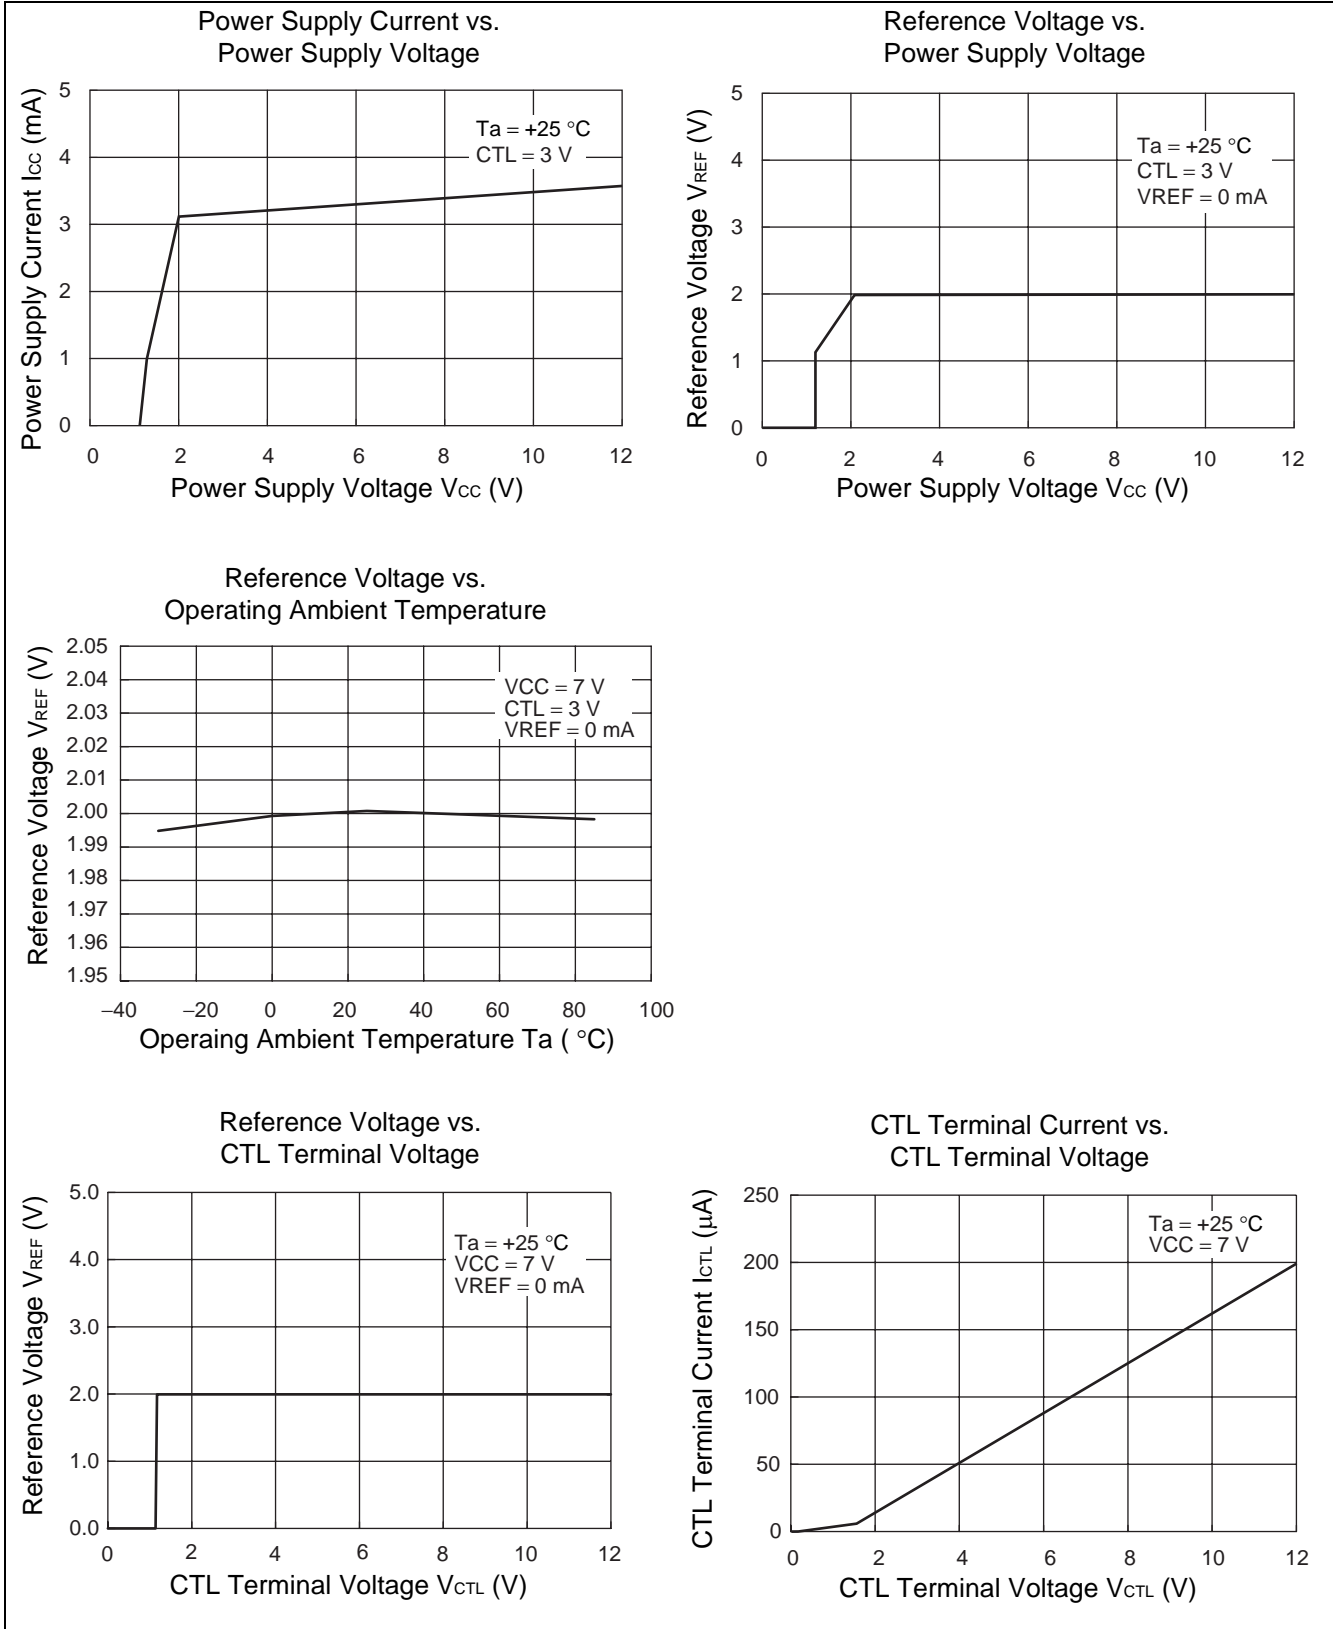 Power Supply Current vs.
Power Supply Voltage
Power Supply Current ICC (mA)
5
4
3
2
1
0
Ta = +25 °C
CTL = 3 V
0 2 4 6 8 10 12
Power Supply Voltage VCC (V)
Reference Voltage vs.
Power Supply Voltage
Reference Voltage VREF (V)
5
4
3
2
1
0
Ta = +25 °C
CTL = 3 V
VREF = 0 mA
0 2 4 6 8 10 12
Power Supply Voltage VCC (V)
Reference Voltage vs.
Operating Ambient Temperature
Reference Voltage VREF (V)
2.05
2.04
2.03
2.02
2.01
2.00
1.99
1.98
1.97
1.96
1.95
VCC = 7 V
CTL = 3 V
VREF = 0 mA
−40 −20 0 20 40 60 80 100
Operaing Ambient Temperature Ta ( °C)
Reference Voltage vs.
CTL Terminal Voltage
Reference Voltage VREF (V)
5.0
4.0
3.0
2.0
1.0
0.0
Ta = +25 °C
VCC = 7 V
VREF = 0 mA
0 2 4 6 8 10 12
CTL Terminal Voltage VCTL (V)
CTL Terminal Current vs.
CTL Terminal Voltage
CTL Terminal Current ICTL (µA)
250
200
150
100
50
0
Ta = +25 °C
VCC = 7 V
0 2 4 6 8 10 12
CTL Terminal Voltage VCTL (V)